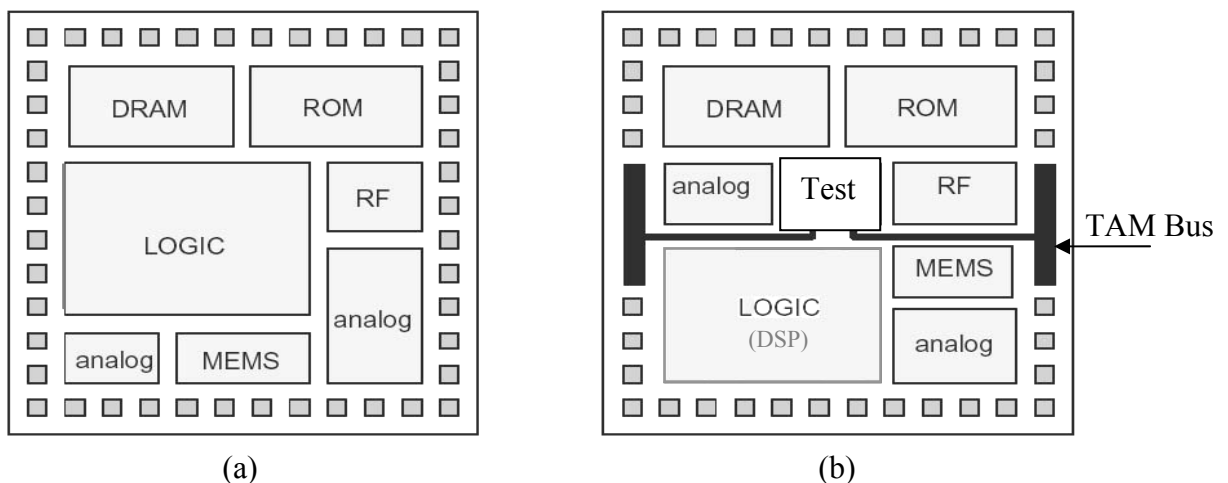 DRAM ROM
LOGIC
RF
analog
analog MEMS
(a)
DRAM ROM
analog Test RF
TAM Bus
MEMS
LOGIC
(DSP)
analog
(b)